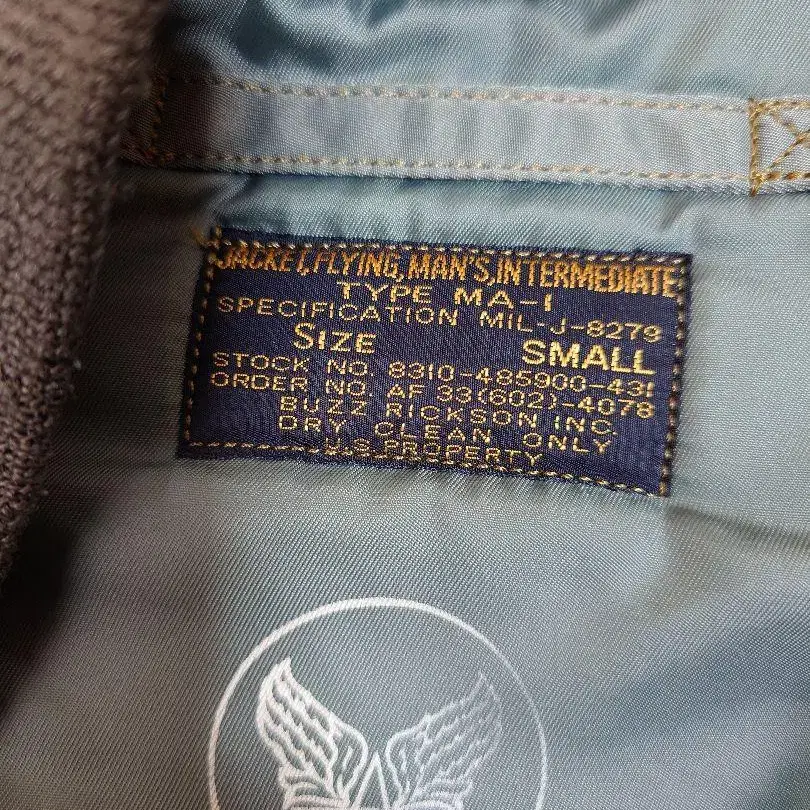 JACKET, FLYING, MAN'S, INTERMEDIATE
TYPE MA-1
SPECIFICATION MIL-J-8279
SIZE SMALL
STOCK NO. 8310-485900-431
ORDER NO. AF 33(602)-4078
BUZZ RICKSON INC.
DRY CLEAN ONLY
U.S PROPERTY